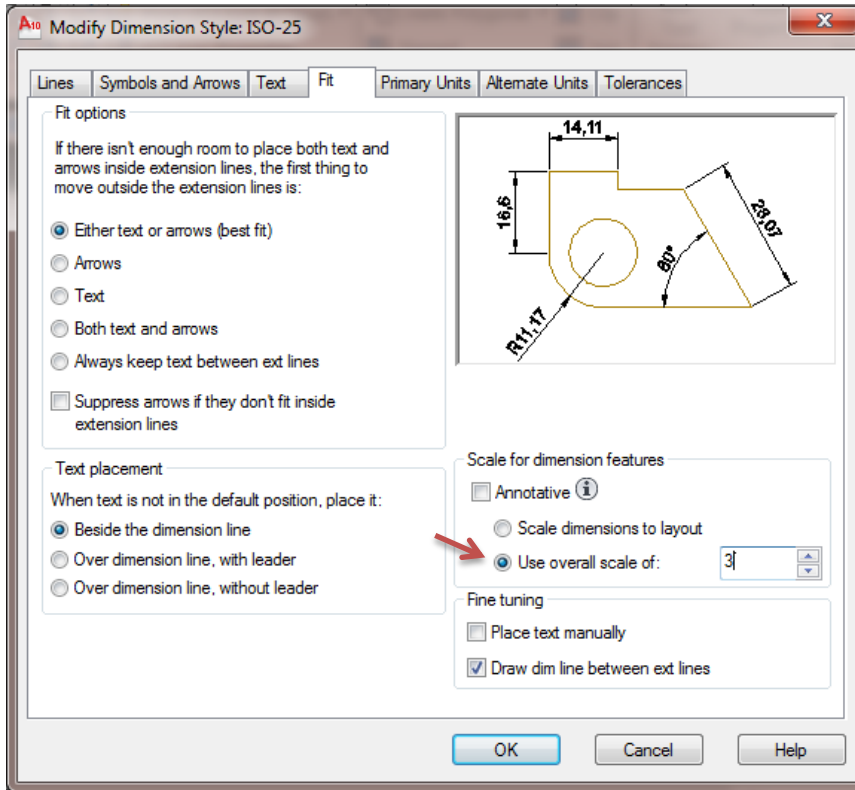 A10 Modify Dimension Style: ISO-25
X
Lines Symbols and Arrows Text Fit Primary Units Alternate Units Tolerances
Fit options
If there isn't enough room to place both text and
arrows inside extension lines, the first thing to
move outside the extension lines is:
Either text or arrows (best fit)
Arrows
Text
Both text and arrows
Always keep text between ext lines
Suppress arrows if they don't fit inside
extension lines
Text placement
When text is not in the default position, place it:
Beside the dimension line
Over dimension line, with leader
Over dimension line, without leader
14,11
16,6
28,07
60°
R11,17
Scale for dimension features
Annotative i
Scale dimensions to layout
Use overall scale of: 3
Fine tuning
Place text manually
Draw dim line between ext lines
OK Cancel Help